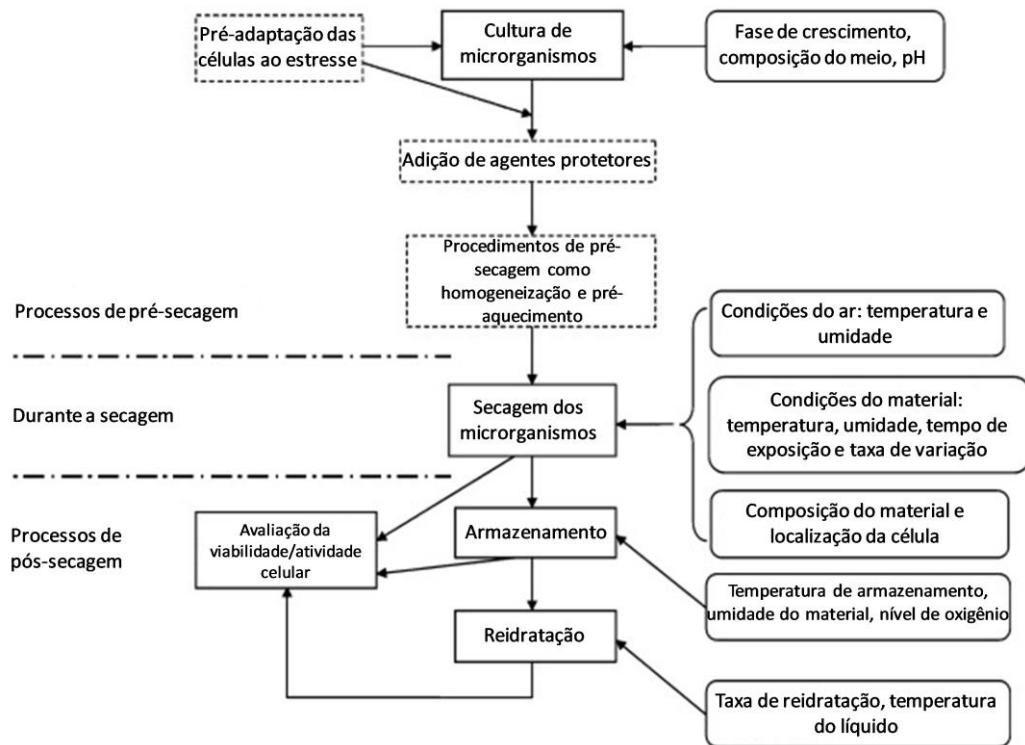 Pré-adaptação das
células ao estresse
Cultura de
microrganismos
Fase de crescimento,
composição do meio, pH
Adição de agentes protetores
Procedimentos de pré-
secagem como
homogeneização e pré-
aquecimento
Processos de pré-secagem
Condições do ar: temperatura e
umidade
Durante a secagem
Secagem dos
microrganismos
Condições do material:
temperatura, umidade, tempo de
exposição e taxa de variação
Composição do material e
localização da célula
Processos de
pós-secagem
Avaliação da
viabilidade/atividade
celular
Armazenamento
Temperatura de armazenamento,
umidade do material, nível de oxigênio
Reidratação
Taxa de reidratação, temperatura
do líquido